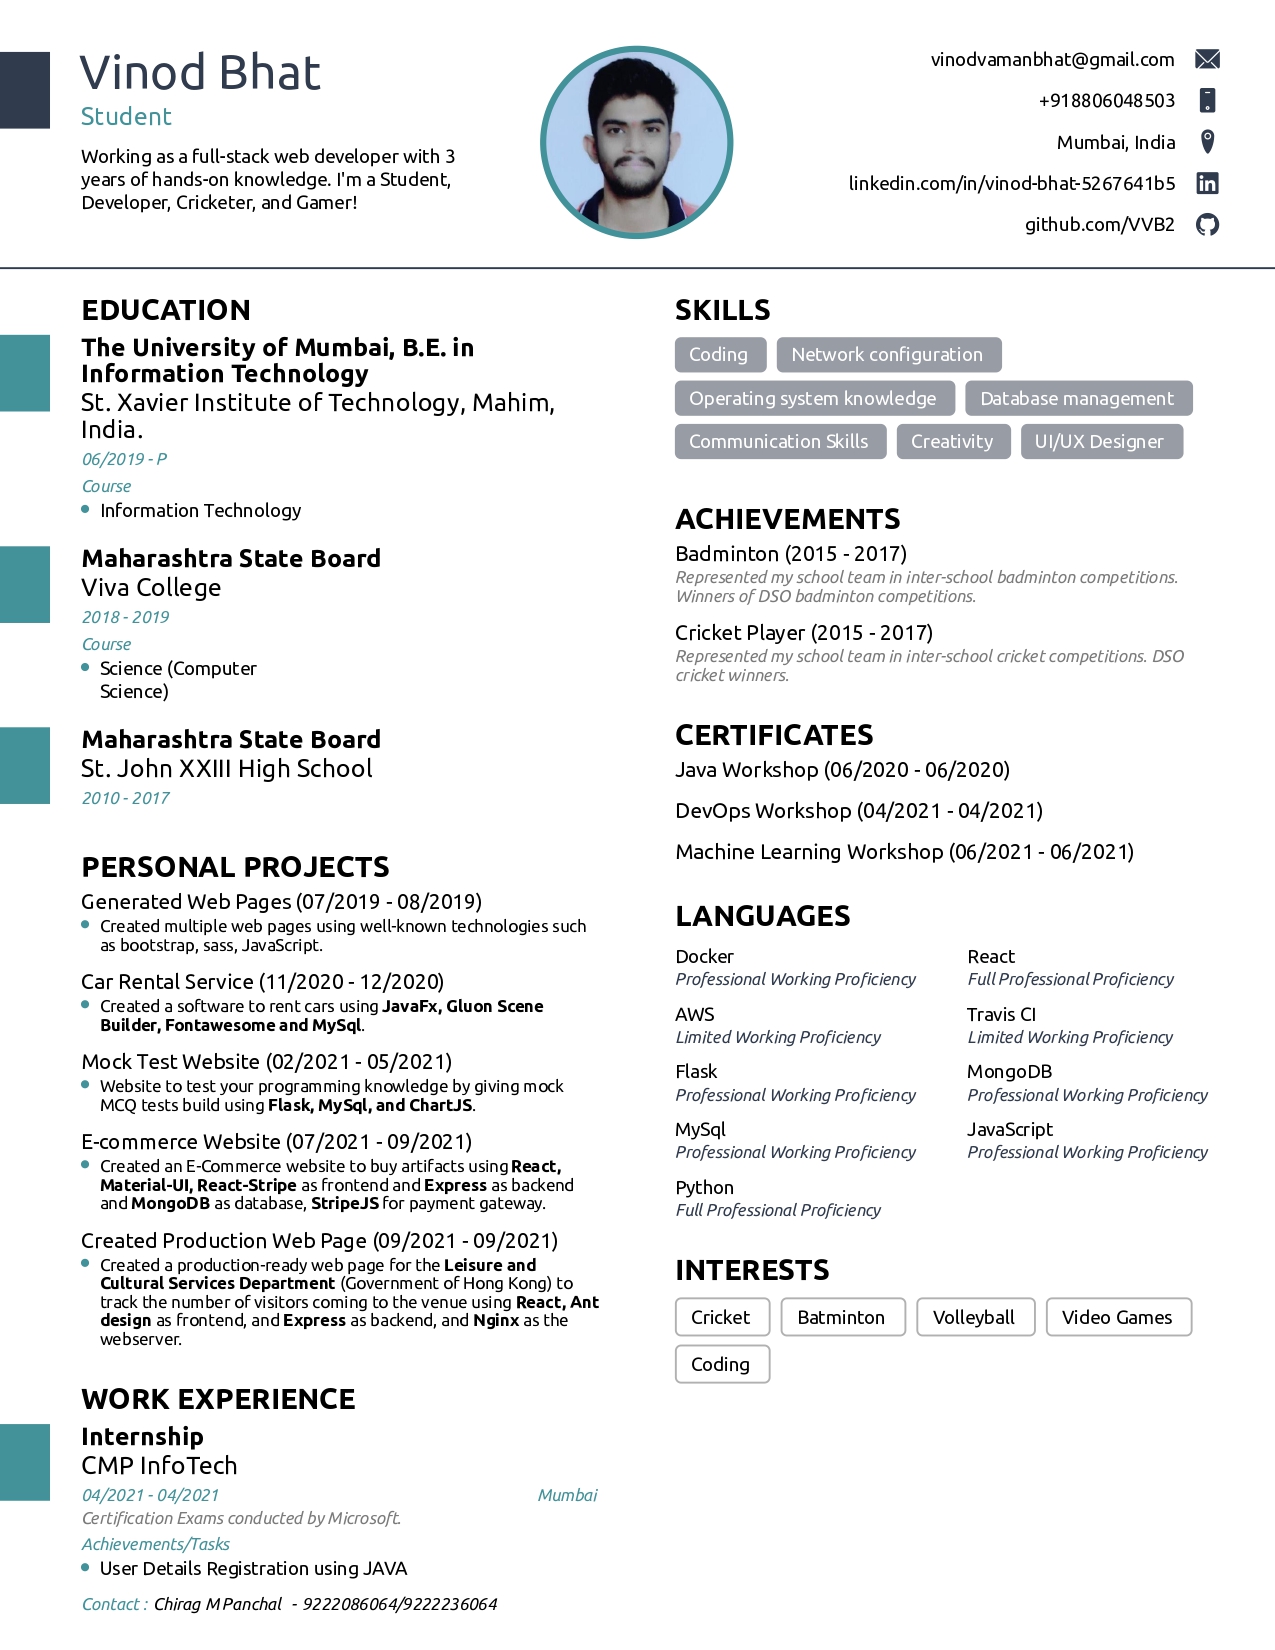 Vinod Bhat
Student
Working as a full-stack web developer with 3
years of hands-on knowledge. I'm a Student,
Developer, Cricketer, and Gamer!
vinodvamanbhat@gmail.com
+918806048503
Mumbai, India
linkedin.com/in/vinod-bhat-5267641b5
github.com/VVB2
EDUCATION
The University of Mumbai, B.E. in
Information Technology
St. Xavier Institute of Technology, Mahim,
India.
06/2019 - P
Course
Information Technology
Maharashtra State Board
Viva College
2018 - 2019
Course
Science (Computer
Science)
Maharashtra State Board
St. John XXIII High School
2010 - 2017
PERSONAL PROJECTS
Generated Web Pages (07/2019 - 08/2019)
Created multiple web pages using well-known technologies such
as bootstrap, sass, JavaScript.
Car Rental Service (11/2020 - 12/2020)
Created a software to rent cars using JavaFx, Gluon Scene
Builder, Fontawesome and MySql.
Mock Test Website (02/2021 - 05/2021)
Website to test your programming knowledge by giving mock
MCQ tests build using Flask, MySql, and ChartJS.
E-commerce Website (07/2021 - 09/2021)
Created an E-Commerce website to buy artifacts using React,
Material-UI, React-Stripe as frontend and Express as backend
and MongoDB as database, StripeJS for payment gateway.
Created Production Web Page (09/2021 - 09/2021)
Created a production-ready web page for the Leisure and
Cultural Services Department (Government of Hong Kong) to
track the number of visitors coming to the venue using React, Ant
design as frontend, and Express as backend, and Nginx as the
webserver.
WORK EXPERIENCE
Internship
CMP InfoTech
04/2021 - 04/2021 Mumbai
Certification Exams conducted by Microsoft.
Achievements/Tasks
User Details Registration using JAVA
Contact : Chirag M Panchal - 9222086064/9222236064
SKILLS
Coding Network configuration
Operating system knowledge Database management
Communication Skills Creativity UI/UX Designer
ACHIEVEMENTS
Badminton (2015 - 2017)
Represented my school team in inter-school badminton competitions.
Winners of DSO badminton competitions.
Cricket Player (2015 - 2017)
Represented my school team in inter-school cricket competitions. DSO
cricket winners.
CERTIFICATES
Java Workshop (06/2020 - 06/2020)
DevOps Workshop (04/2021 - 04/2021)
Machine Learning Workshop (06/2021 - 06/2021)
LANGUAGES
Docker React
Professional Working Proficiency Full Professional Proficiency
AWS Travis CI
Limited Working Proficiency Limited Working Proficiency
Flask MongoDB
Professional Working Proficiency Professional Working Proficiency
MySql JavaScript
Professional Working Proficiency Professional Working Proficiency
Python
Full Professional Proficiency
INTERESTS
Cricket Batminton Volleyball Video Games
Coding